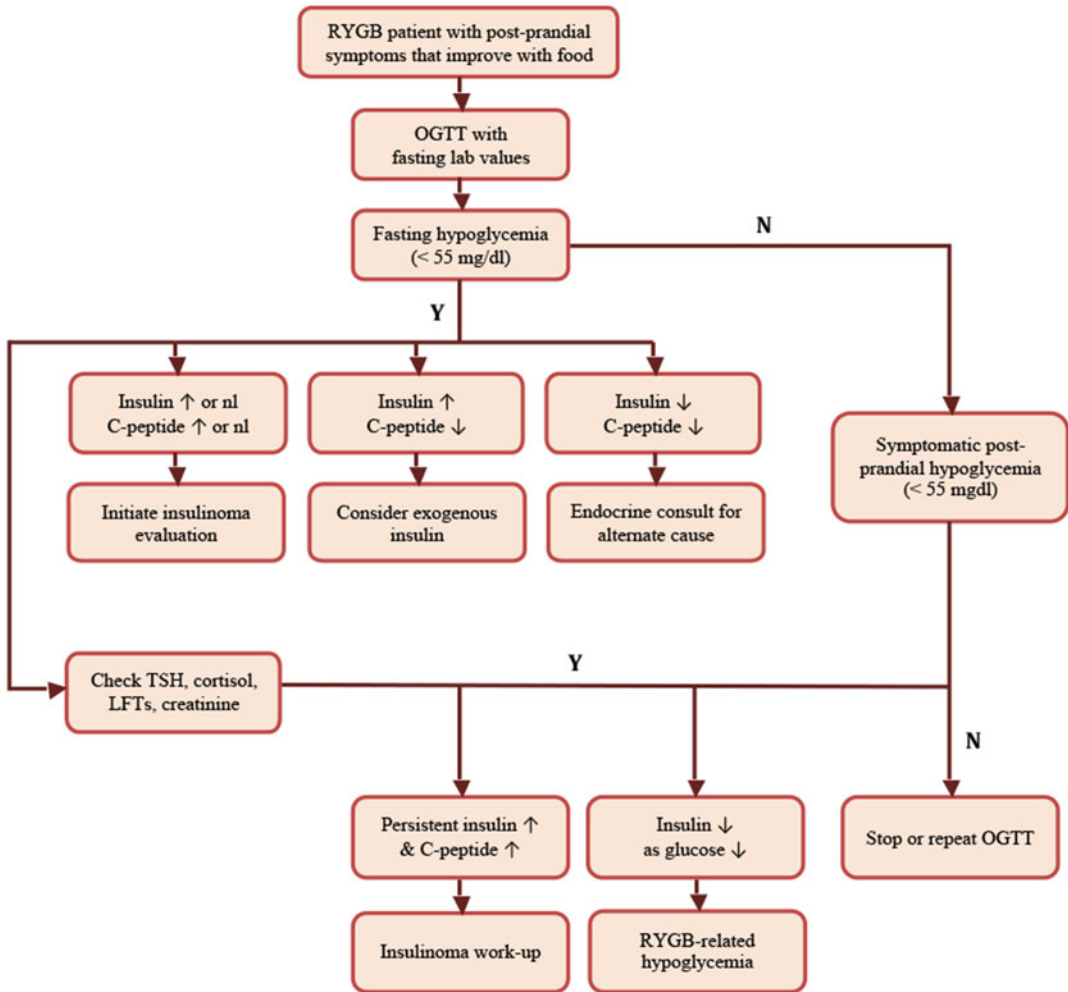 RYGB patient with post-prandial
symptoms that improve with food
OGTT with
fasting lab values
Fasting hypoglycemia
(< 55 mg/dl)
N
Y
Insulin ↑ or nl
C-peptide ↑ or nl
Insulin ↑
C-peptide ↓
Insulin ↓
C-peptide ↓
Symptomatic post-
prandial hypoglycemia
(< 55 mgdl)
Initiate insulinoma
evaluation
Consider exogenous
insulin
Endocrine consult for
alternate cause
Check TSH, cortisol,
LFTs, creatinine
Y
N
Persistent insulin ↑
& C-peptide ↑
Insulin ↓
as glucose ↓
Stop or repeat OGTT
Insulinoma work-up
RYGB-related
hypoglycemia